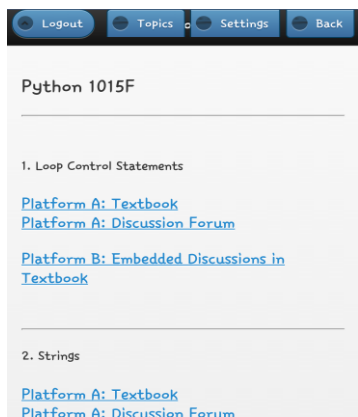 Logout Topics Settings Back
Python 1015F
1. Loop Control Statements
Platform A: Textbook
Platform A: Discussion Forum
Platform B: Embedded Discussions in
Textbook
2. Strings
Platform A: Textbook
Platform A: Discussion Forum